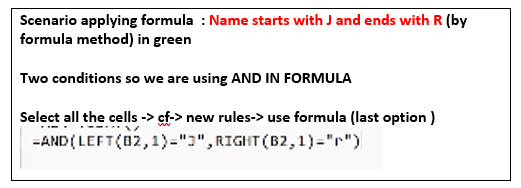 Scenario applying formula : Name starts with J and ends with R (by
formula method) in green
Two conditions so we are using AND IN FORMULA
Select all the cells -> cf-> new rules-> use formula (last option )
=AND(LEFT(B2,1)="J",RIGHT(B2,1)="r")